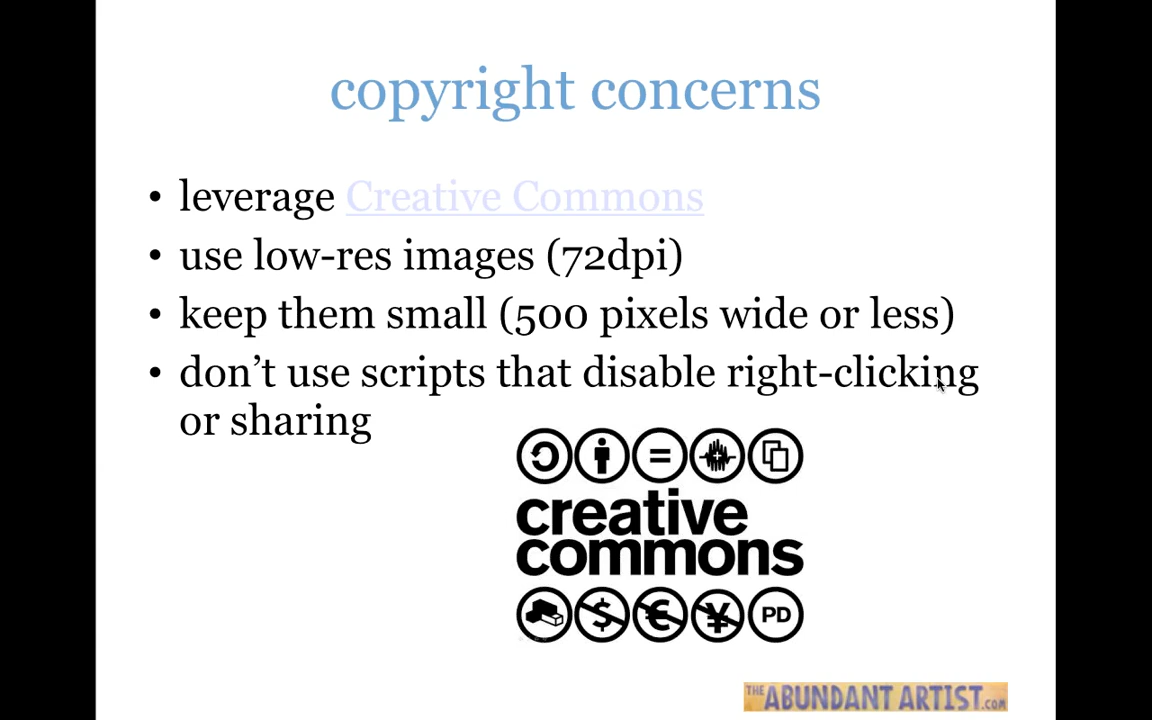 copyright concerns
• leverage Creative Commons
• use low-res images (72dpi)
• keep them small (500 pixels wide or less)
• don’t use scripts that disable right-clicking
or sharing
=
creative
commons
$ € ¥ PD
THE ABUNDANT ARTIST.COM